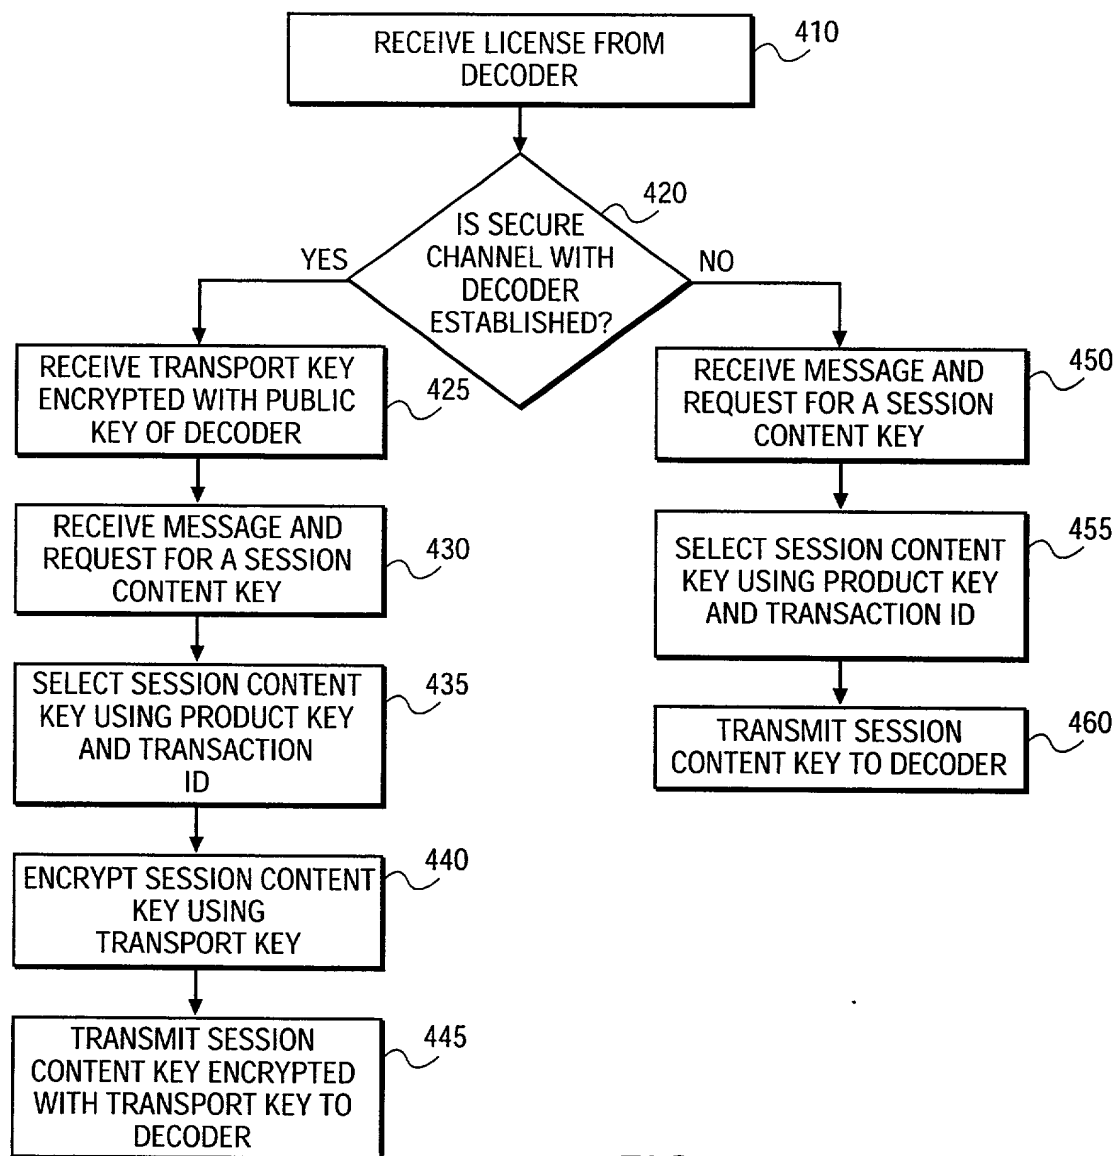 RECEIVE LICENSE FROM
DECODER
410
IS SECURE
CHANNEL WITH
DECODER
ESTABLISHED?
420
YES
NO
RECEIVE TRANSPORT KEY
ENCRYPTED WITH PUBLIC
KEY OF DECODER
425
RECEIVE MESSAGE AND
REQUEST FOR A SESSION
CONTENT KEY
430
SELECT SESSION CONTENT
KEY USING PRODUCT KEY
AND TRANSACTION
ID
435
ENCRYPT SESSION CONTENT
KEY USING
TRANSPORT KEY
440
TRANSMIT SESSION
CONTENT KEY ENCRYPTED
WITH TRANSPORT KEY TO
DECODER
445
RECEIVE MESSAGE AND
REQUEST FOR A SESSION
CONTENT KEY
450
SELECT SESSION CONTENT
KEY USING PRODUCT KEY
AND TRANSACTION ID
455
TRANSMIT SESSION
CONTENT KEY TO DECODER
460